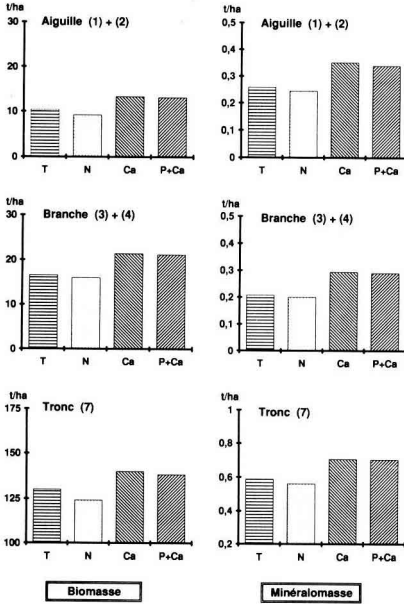 t/ha
Aiguille (1) + (2)
30
20
10
0
T N Ca P+Ca
t/ha
Aiguille (1) + (2)
0,5
0,4
0,3
0,2
0,1
0
T N Ca P+Ca
t/ha
Branche (3) + (4)
30
20
10
0
T N Ca P+Ca
t/ha
Branche (3) + (4)
0,5
0,4
0,3
0,2
0,1
0
T N Ca P+Ca
t/ha
Tronc (7)
175
150
125
100
T N Ca P+Ca
t/ha
Tronc (7)
1
0,8
0,6
0,4
0,2
T N Ca P+Ca
Biomasse
Minéralomasse